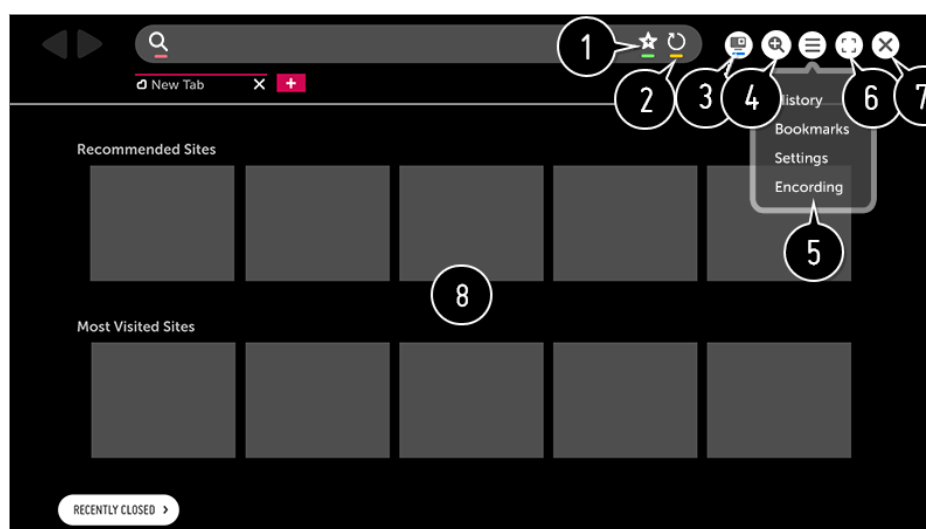 1
2
3
4
6
7
New Tab
History
Bookmarks
Recommended Sites
Settings
Encording
5
8
Most Visited Sites
RECENTLY CLOSED